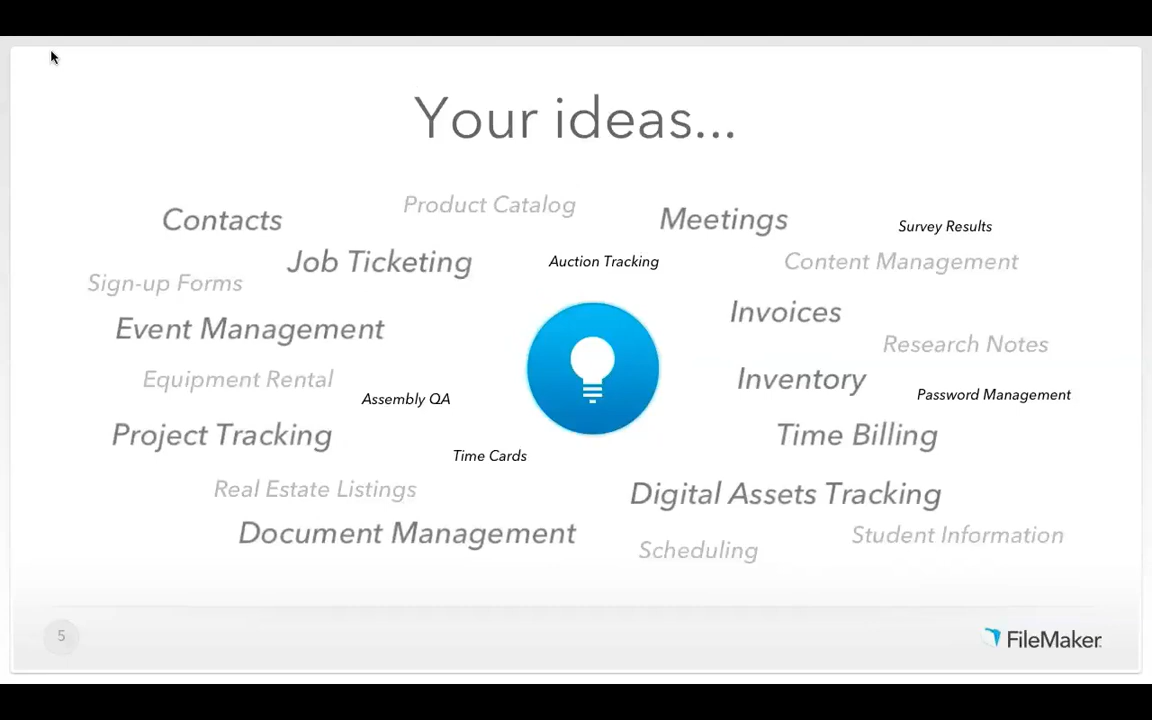 Your ideas...
Product Catalog
Contacts
Meetings
Survey Results
Job Ticketing
Auction Tracking
Content Management
Sign-up Forms
Invoices
Event Management
Research Notes
Equipment Rental
Inventory
Assembly QA
Password Management
Project Tracking
Time Billing
Time Cards
Real Estate Listings
Digital Assets Tracking
Document Management
Student Information
Scheduling
5
FileMaker